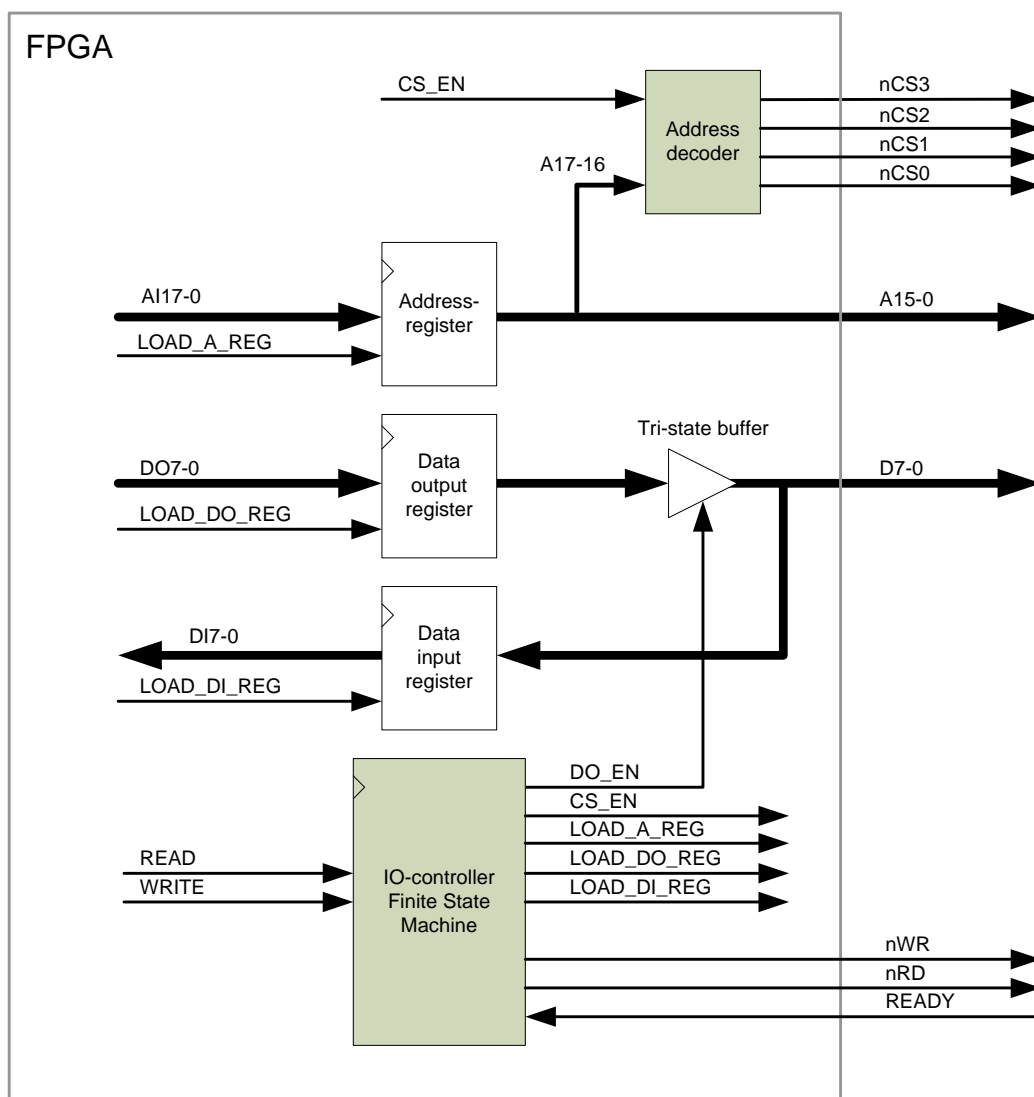 FPGA
CS_EN
nCS3
nCS2
nCS1
nCS0
Address
decoder
A17-16
AI17-0
LOAD_A_REG
Address-
register
A15-0
Tri-state buffer
DO7-0
LOAD_DO_REG
Data
output
register
D7-0
DI7-0
LOAD_DI_REG
Data
input
register
DO_EN
CS_EN
LOAD_A_REG
LOAD_DO_REG
LOAD_DI_REG
READ
WRITE
IO-controller
Finite State
Machine
nWR
nRD
READY